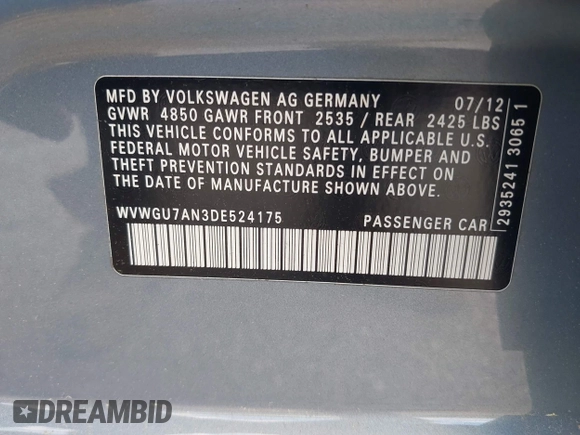 MFD BY VOLKSWAGEN AG GERMANY 07/12
GVWR 4850 GAWR FRONT 2535 / REAR 2425 LBS
THIS VEHICLE CONFORMS TO ALL APPLICABLE U.S.
FEDERAL MOTOR VEHICLE SAFETY, BUMPER AND
THEFT PREVENTION STANDARDS IN EFFECT ON
THE DATE OF MANUFACTURE SHOWN ABOVE.
WVWGU7AN3DE524175 PASSENGER CAR
29352413065 1
DREAMBID